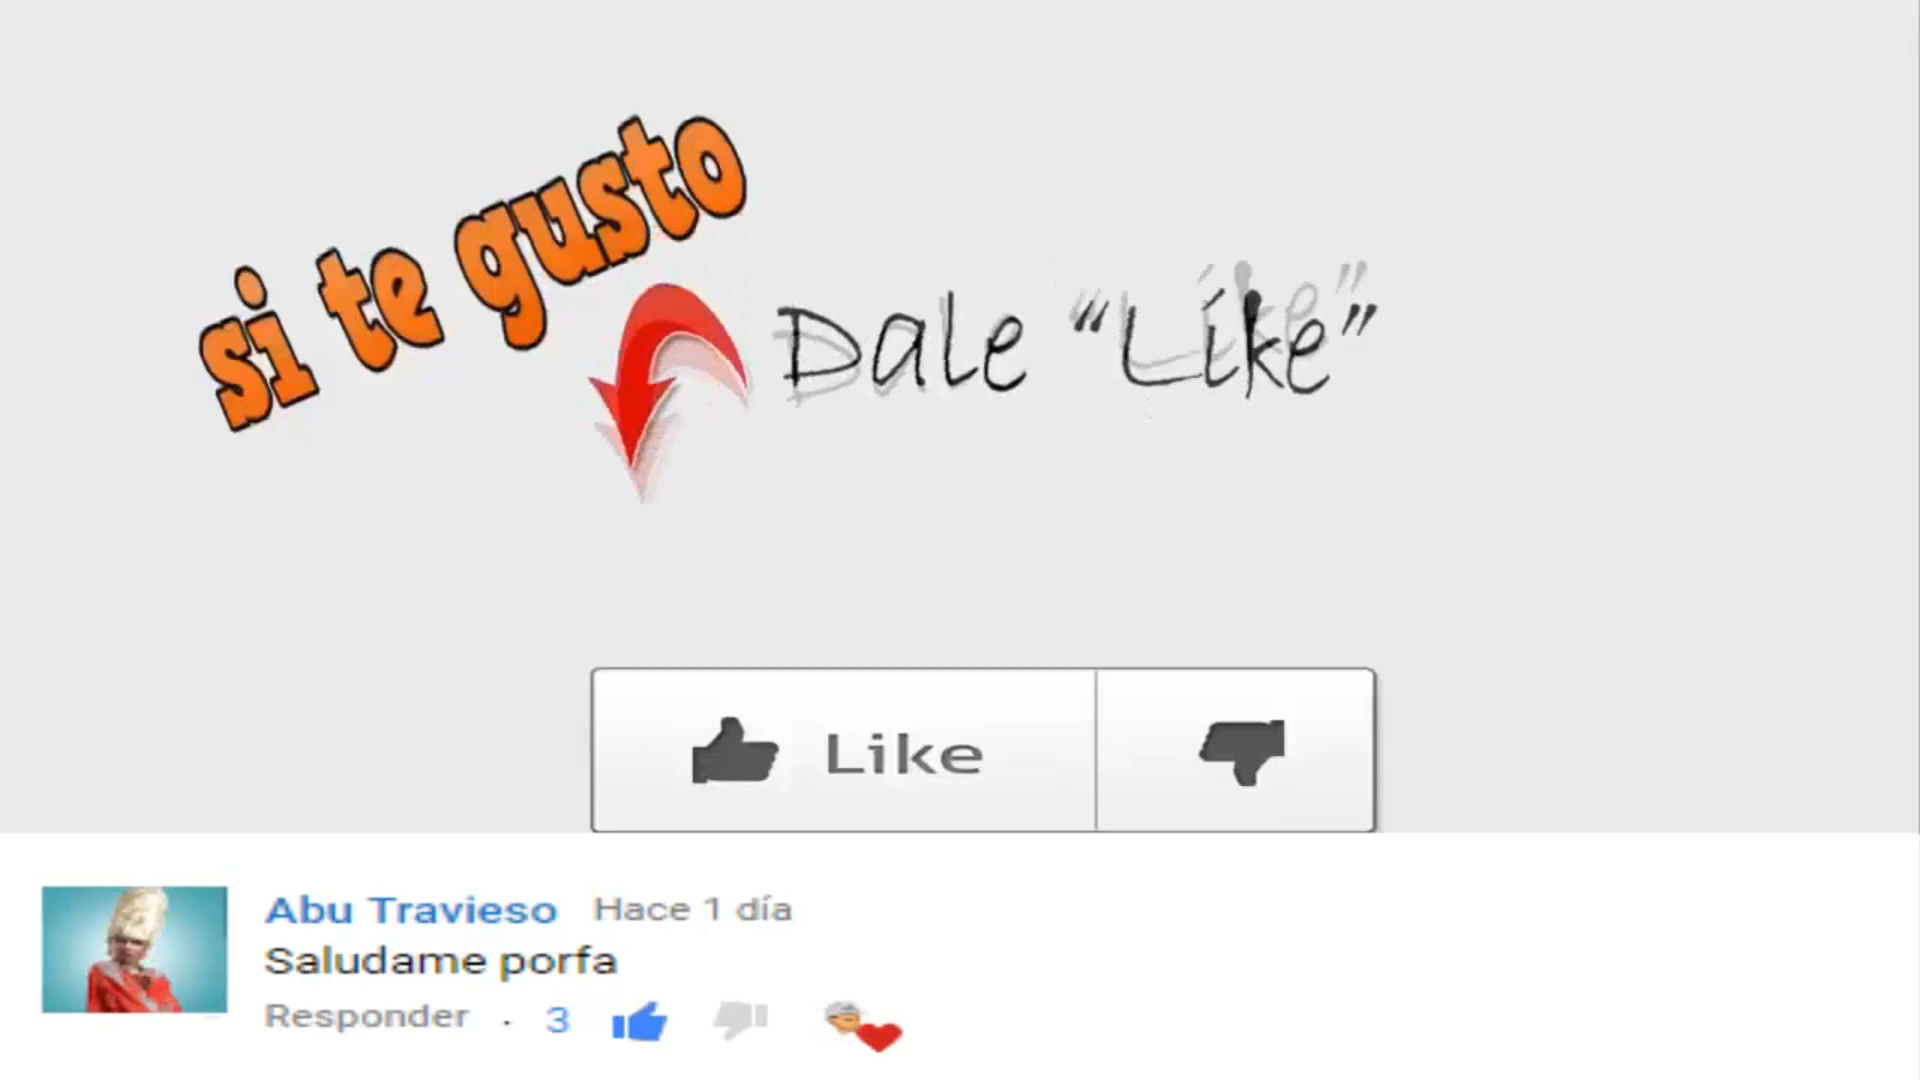 si te gusto
Dale "Like"
Like
Abu Travieso Hace 1 día
Saludame porfa
Responder · 3